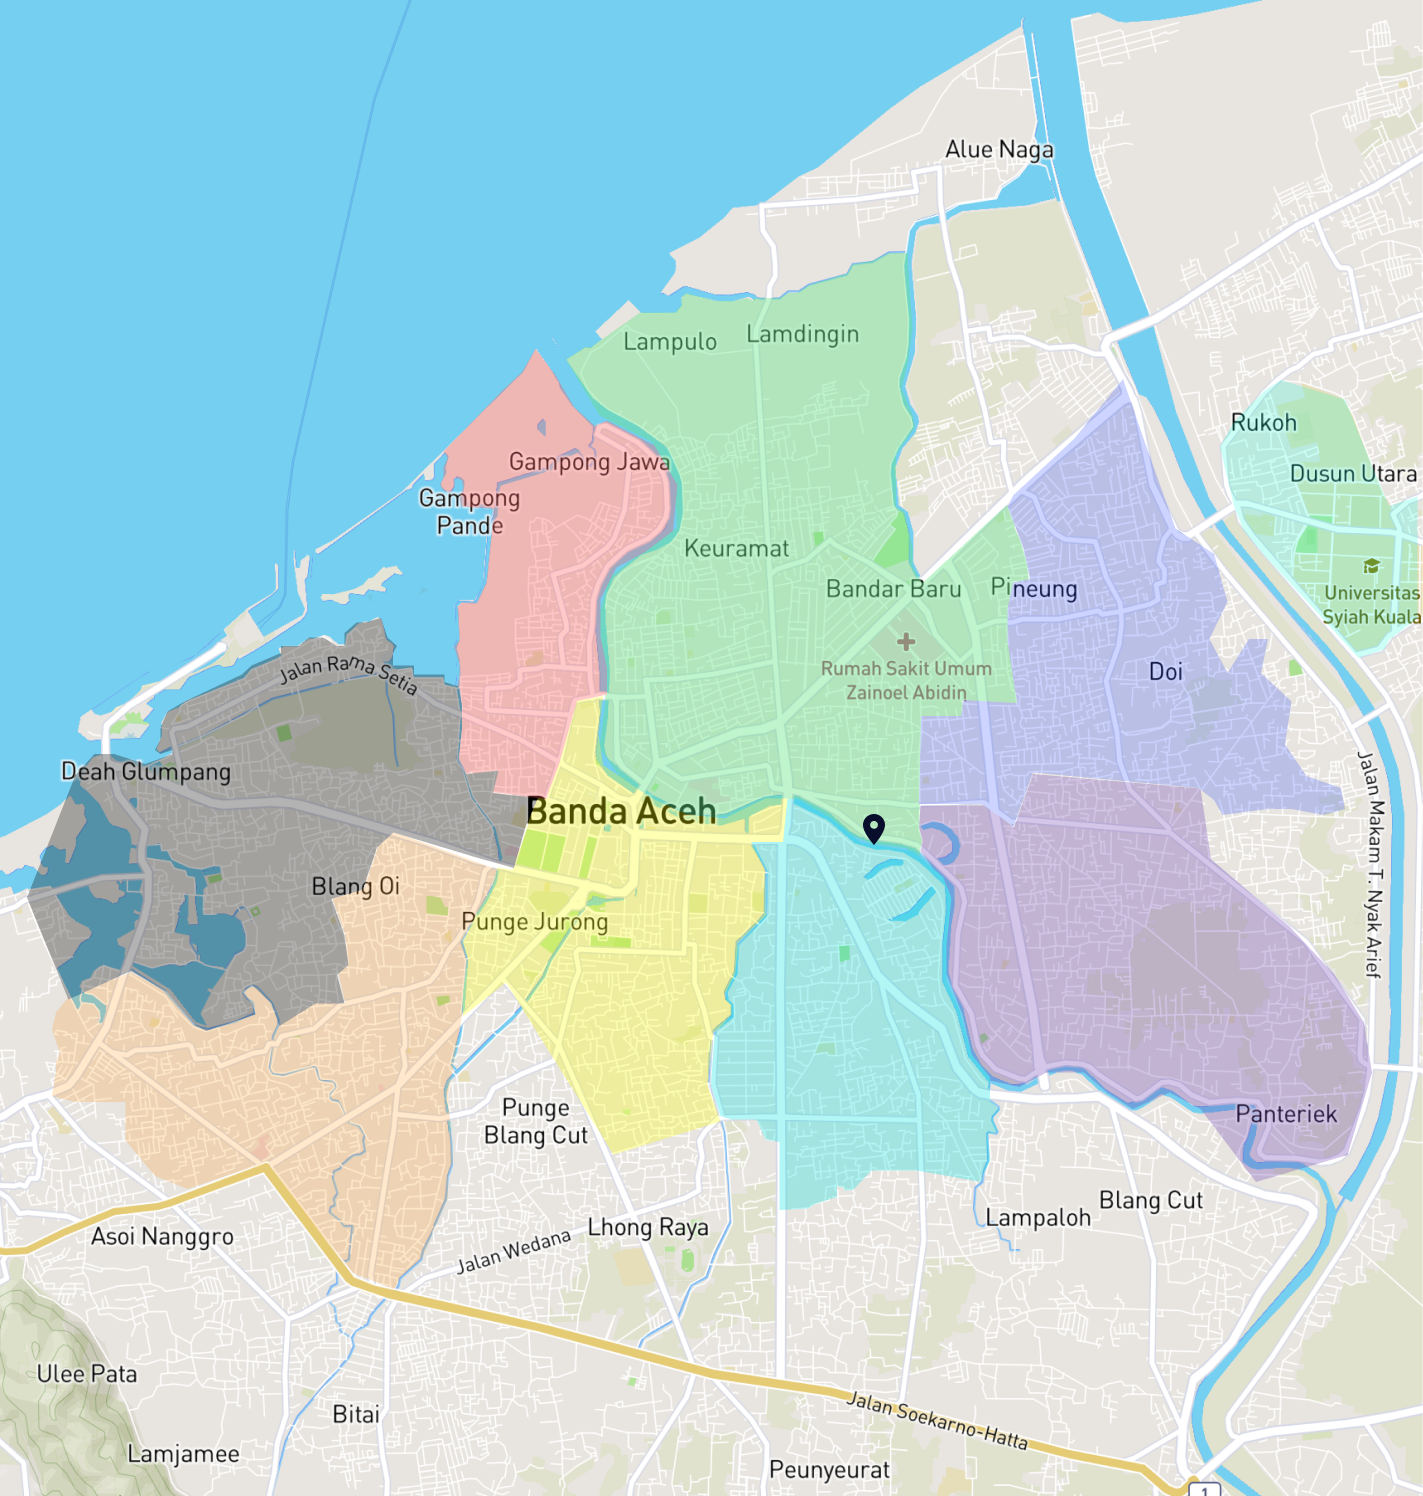 Alue Naga
Lampulo
Lamdingin
Rukoh
Gampong Jawa
Dusun Utara
Gampong
Pande
Keuramat
Bandar Baru
Pineung
Universitas
Syiah Kuala
Rumah Sakit Umum
Zainoel Abidin
Doi
Jalan Rama Setia
Deah Glumpang
Banda Aceh
Jalan Makam T. Nyak Arief
Blang Oi
Punge Jurong
Punge
Blang Cut
Panteriek
Blang Cut
Lampaloh
Lhong Raya
Asoi Nanggro
Jalan Wedana
Ulee Pata
Bitai
Jalan Soekarno-Hatta
Lamjamee
Peunyeurat
1